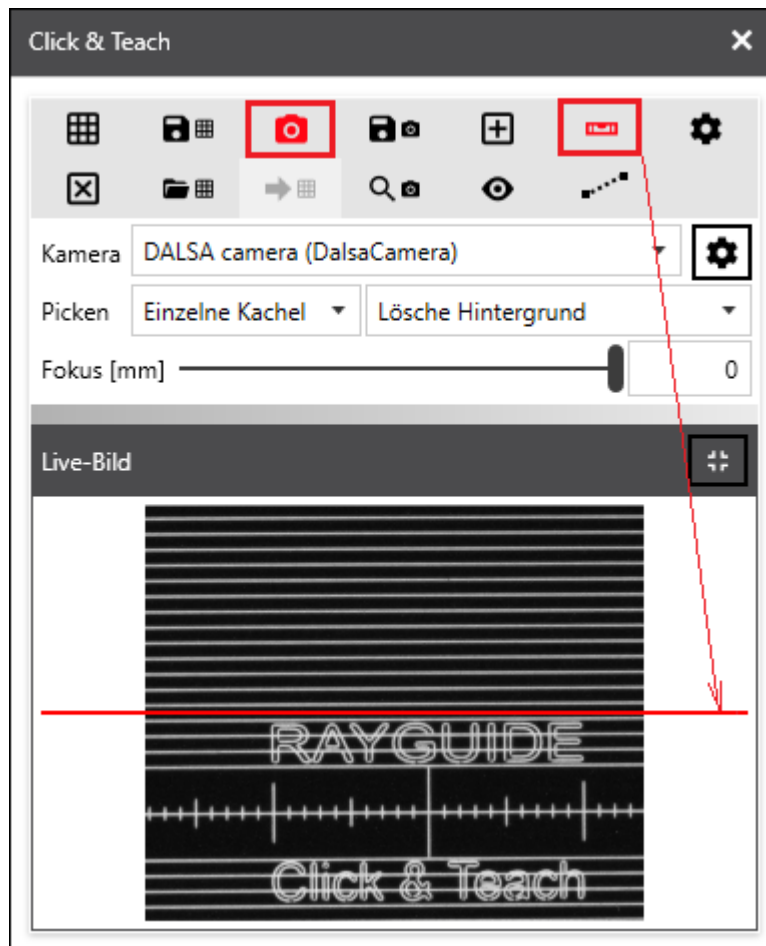 Click & Teach
Kamera DALSA camera (DalsaCamera)
Picken Einzelne Kachel Lösche Hintergrund
Fokus [mm] 0
Live-Bild
RAYGUIDE
Click & Teach